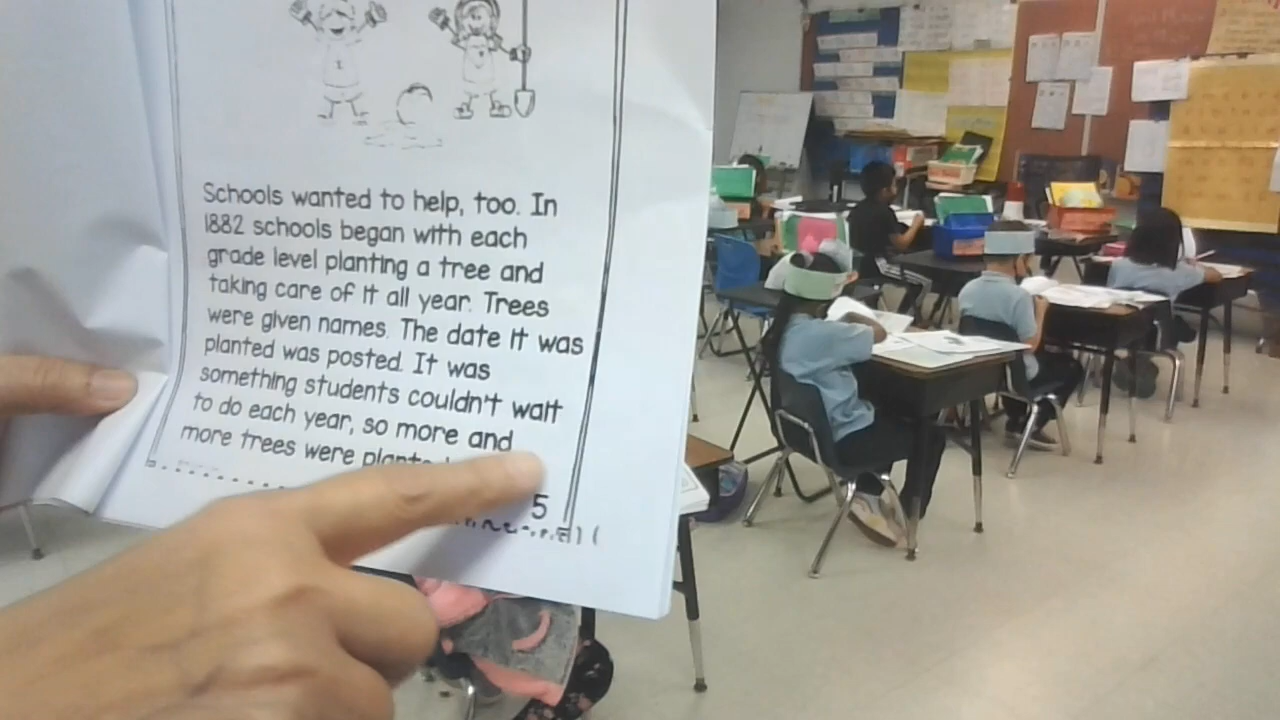 Schools wanted to help, too. In
1882 schools began with each
grade level planting a tree and
taking care of it all year. Trees
were given names. The date it was
planted was posted. It was
something students couldn't wait
to do each year, so more and
more trees were
5